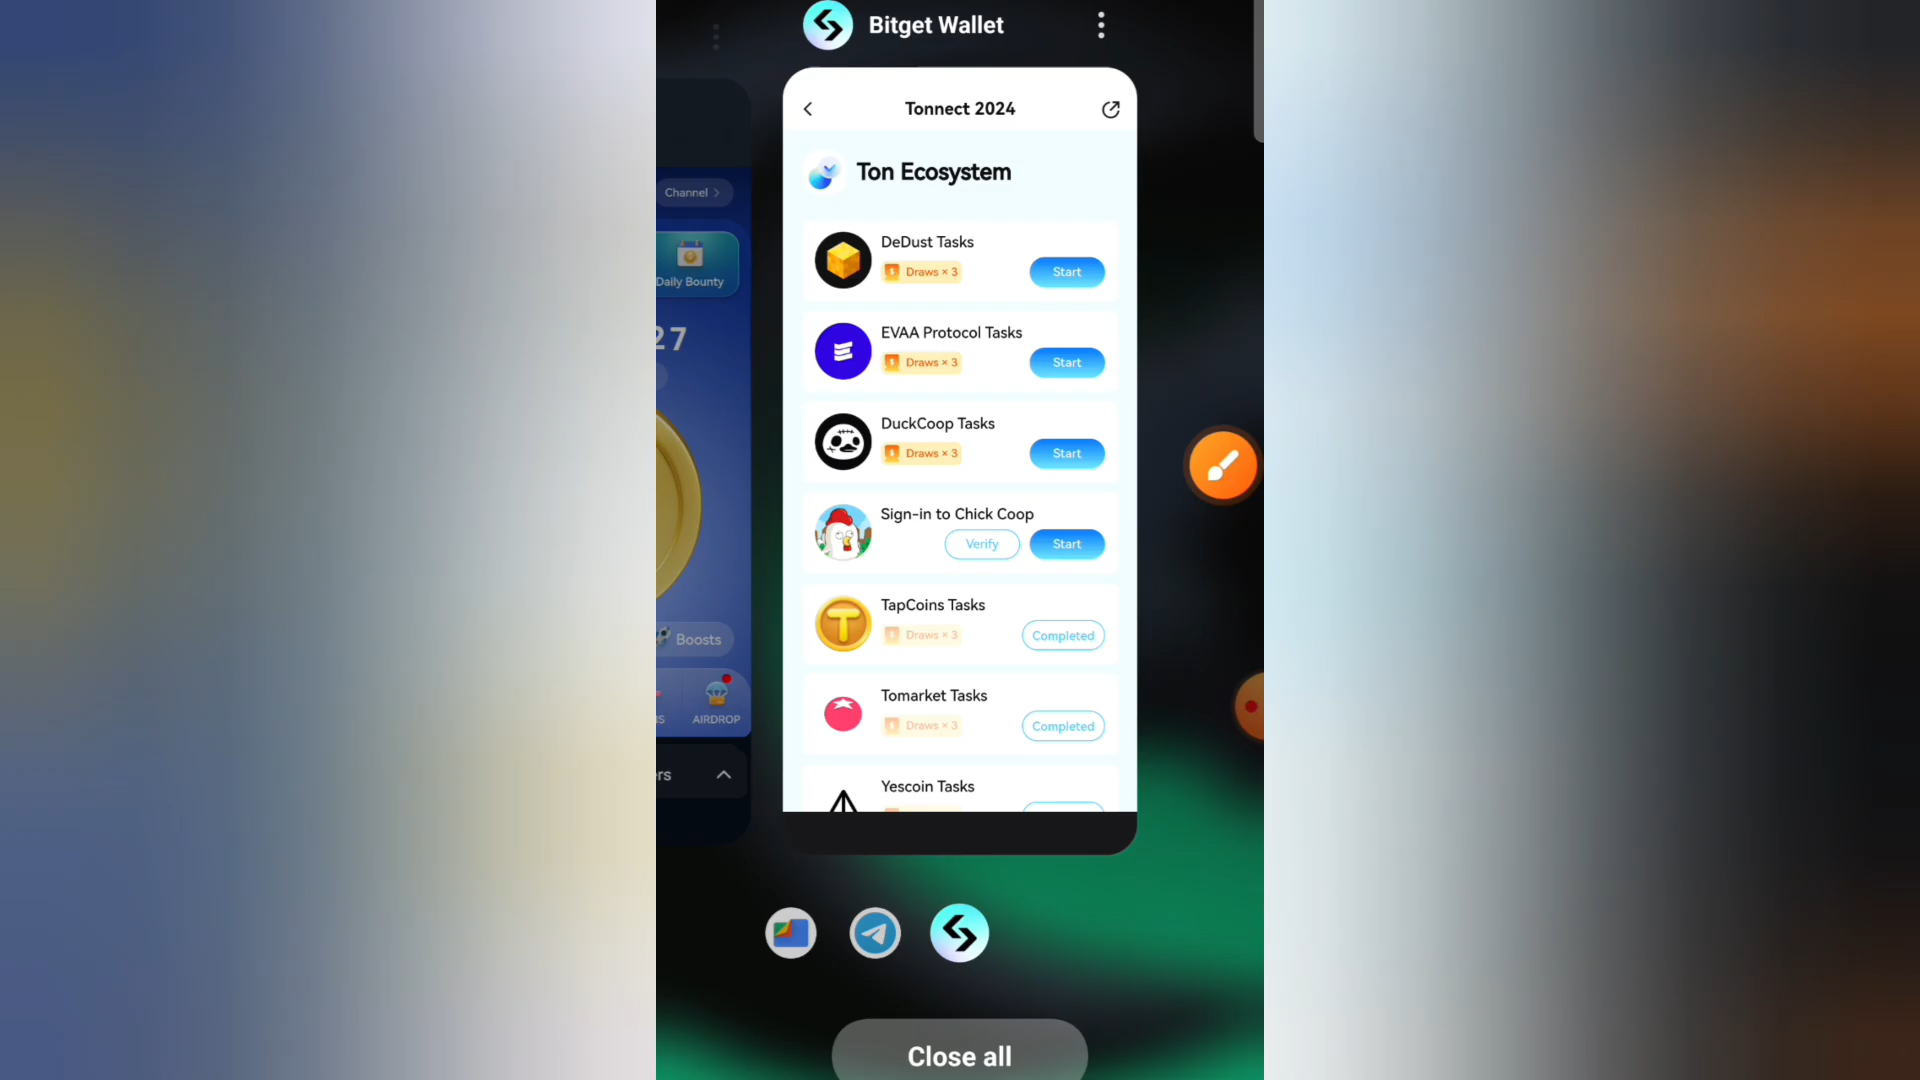 Bitget Wallet
Tonnect 2024
Ton Ecosystem
Channel
Daily Bounty
27
Boosts
AIRDROP
DeDust Tasks
Draws × 3
Start
EVAA Protocol Tasks
Draws × 3
Start
DuckCoop Tasks
Draws × 3
Start
Sign-in to Chick Coop
Verify
Start
TapCoins Tasks
Draws × 3
Completed
Tomarket Tasks
Draws × 3
Completed
Yescoin Tasks
Close all